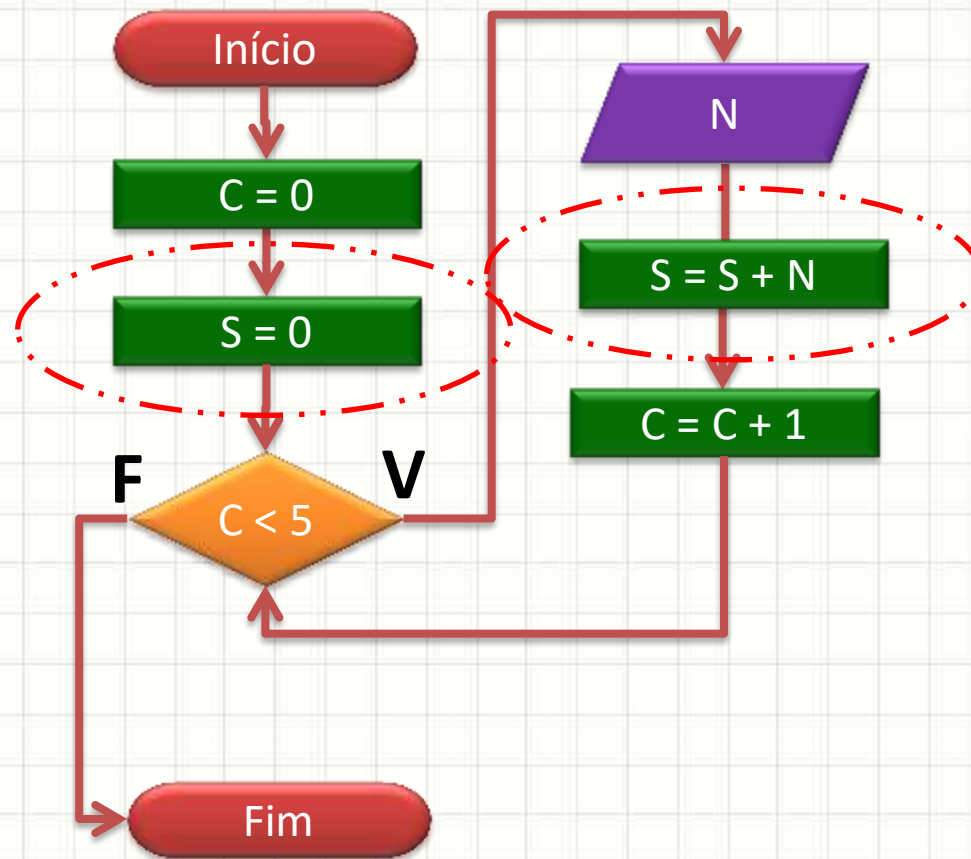 Início
C = 0
S = 0
F
V
C < 5
N
S = S + N
C = C + 1
Fim